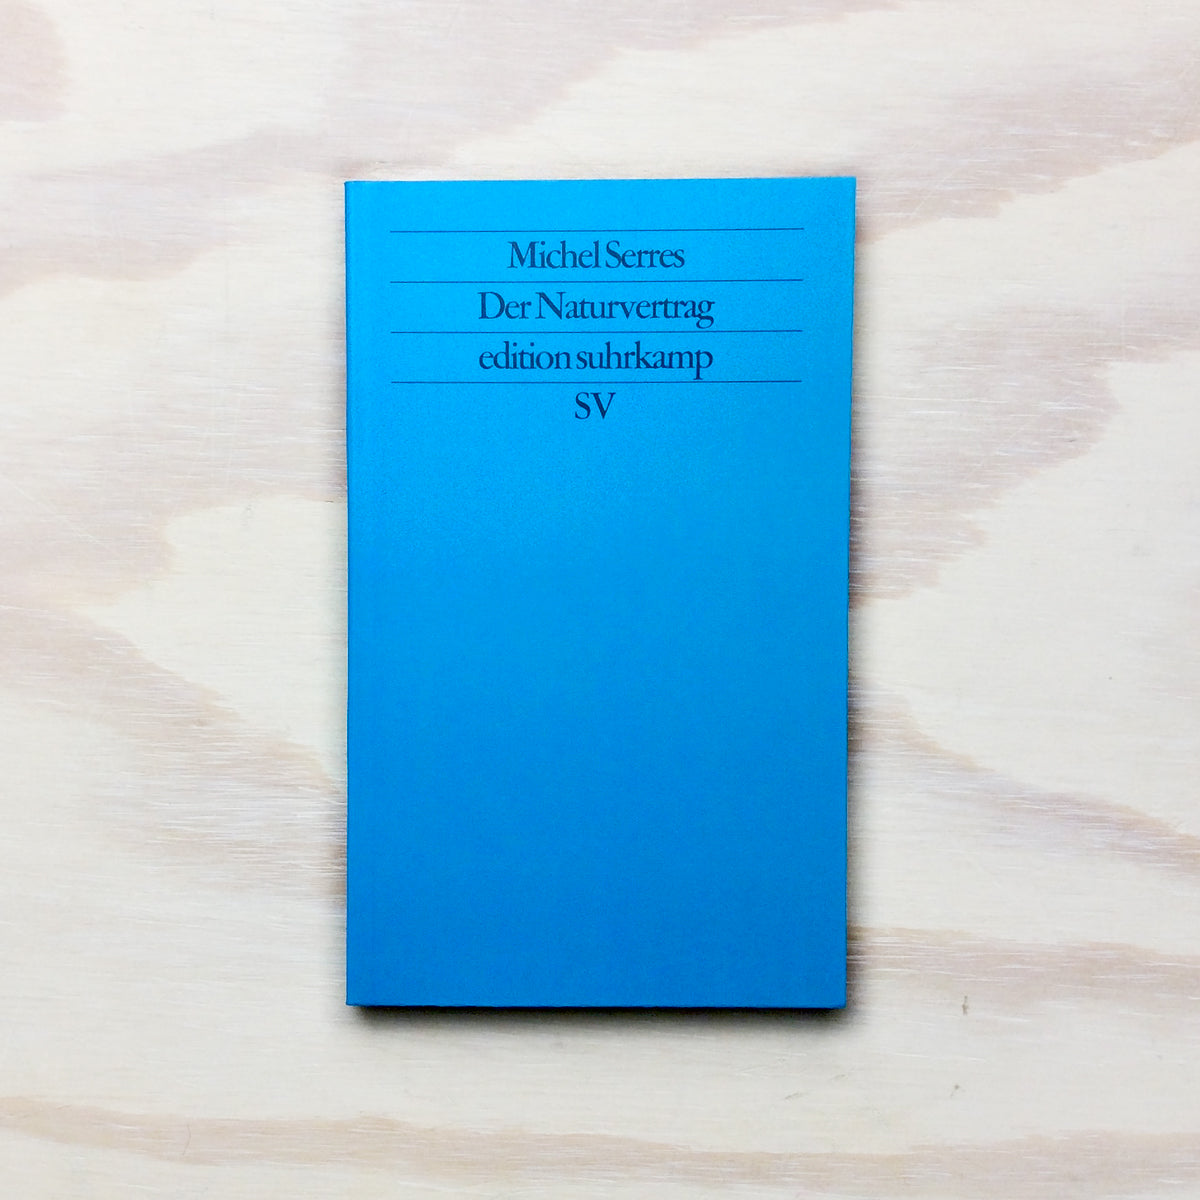 Michel Serres
Der Naturvertrag
edition suhrkamp
SV